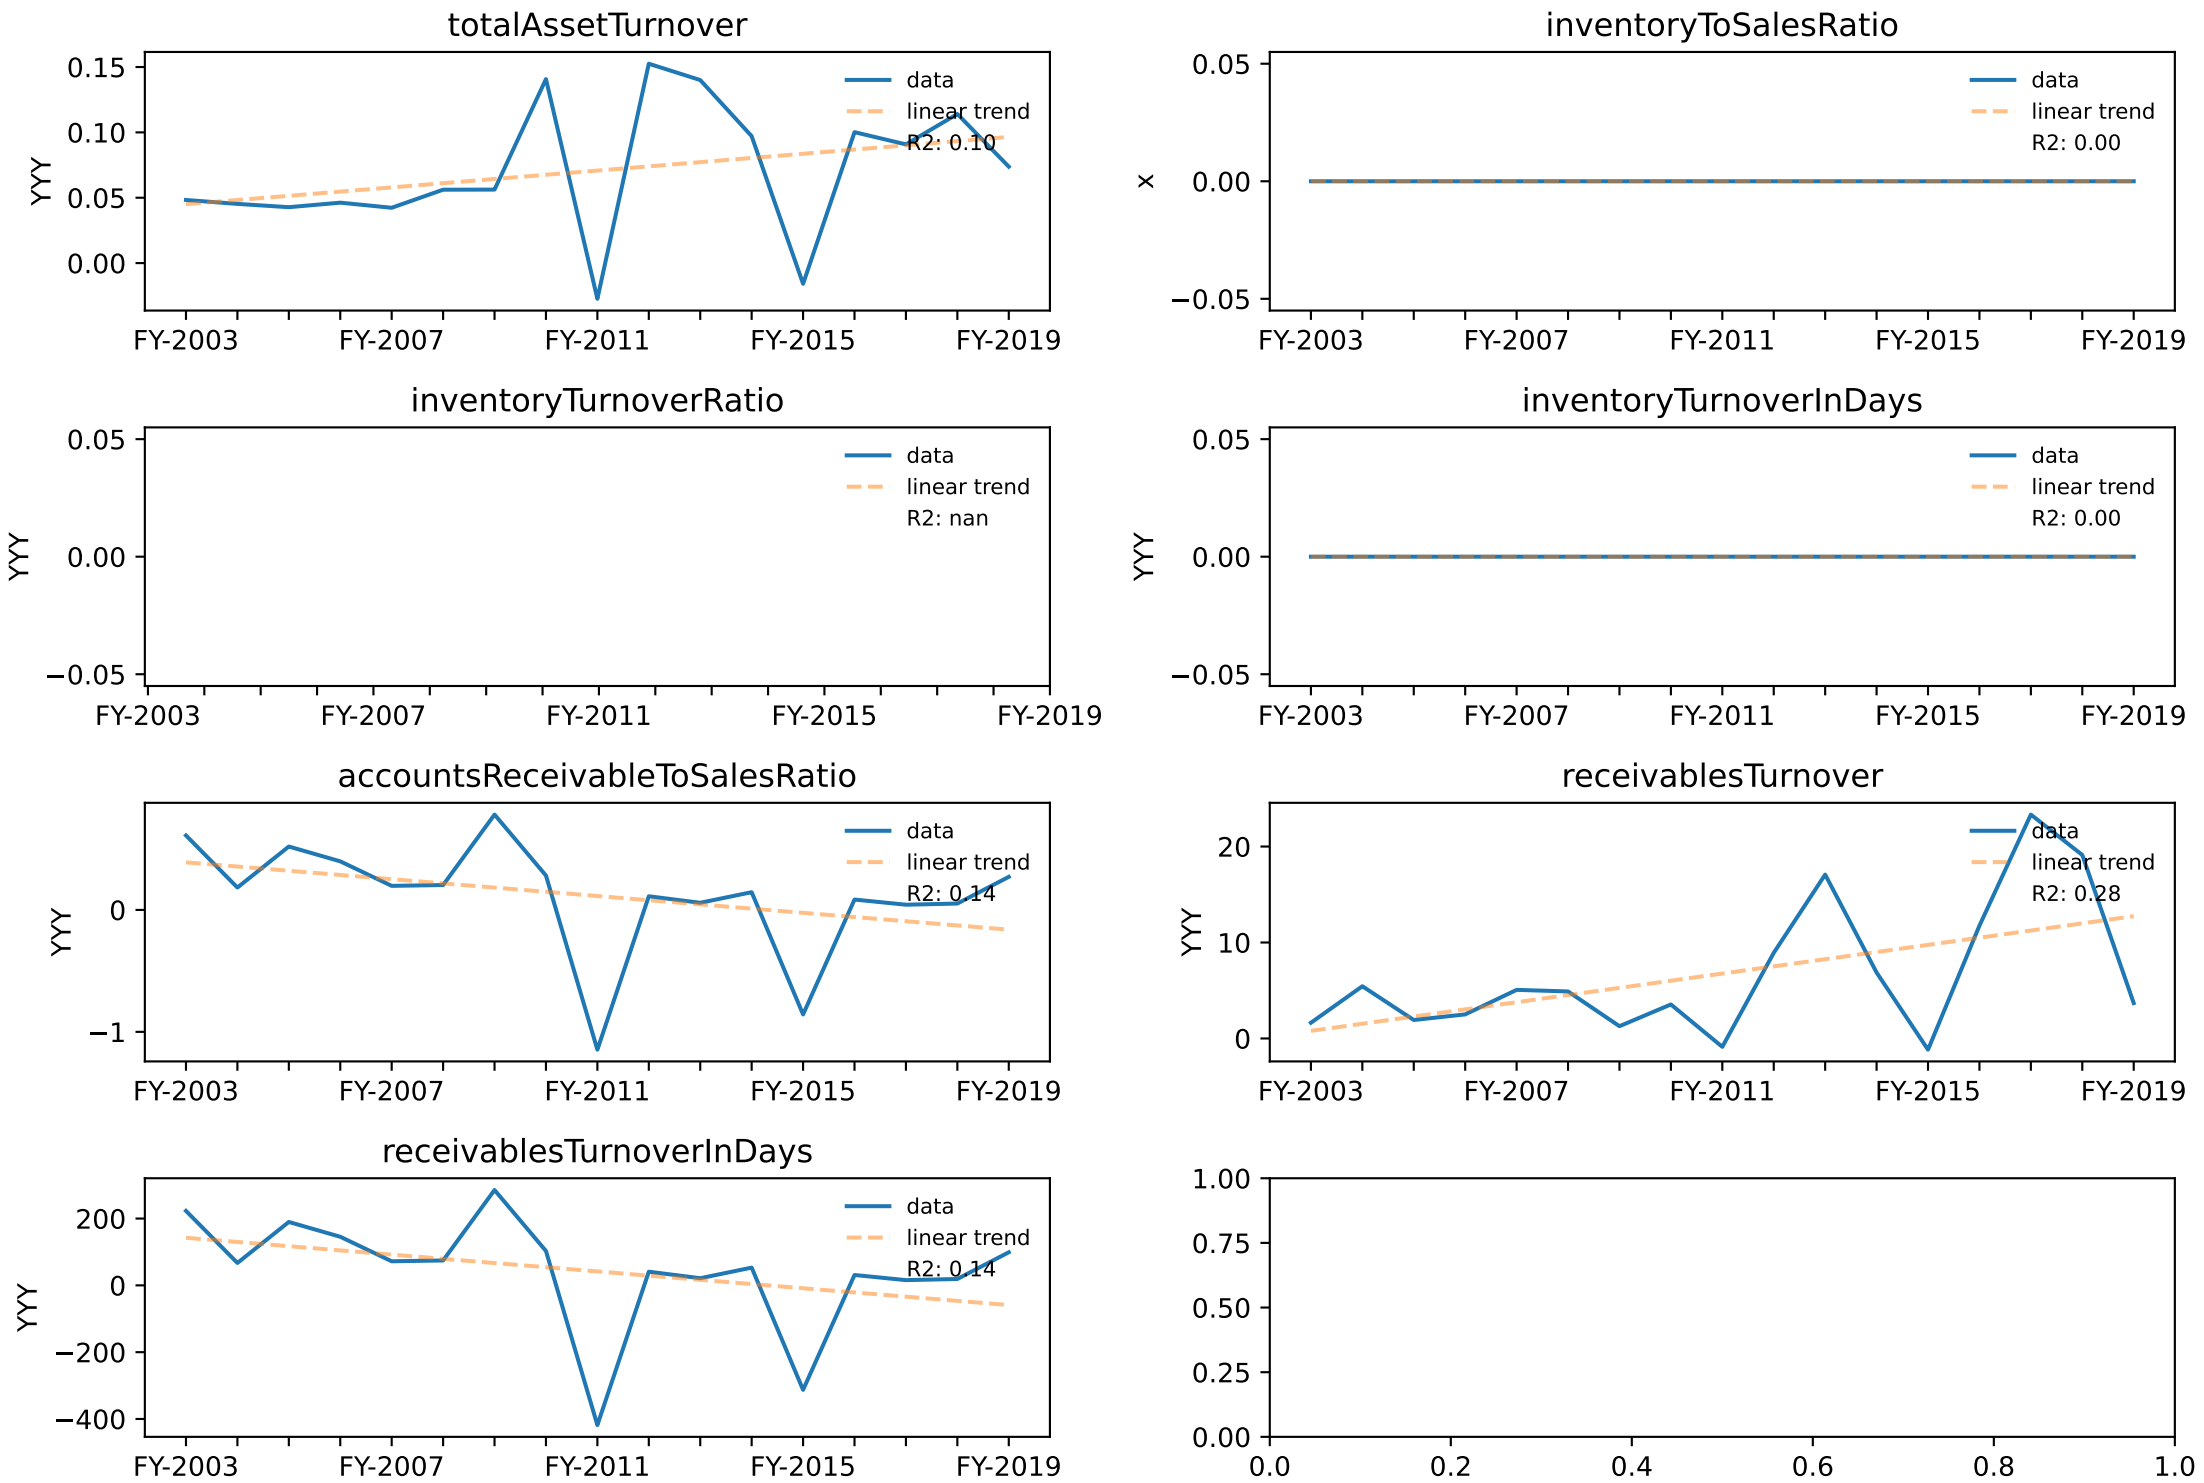 totalAssetTurnover
YYY
0.15
0.10
0.05
0.00
data
linear trend
R2: 0.10
FY-2003 FY-2007 FY-2011 FY-2015 FY-2019
inventoryToSalesRatio
x
0.05
0.00
−0.05
data
linear trend
R2: 0.00
FY-2003 FY-2007 FY-2011 FY-2015 FY-2019
inventoryTurnoverRatio
YYY
0.05
0.00
−0.05
data
linear trend
R2: nan
FY-2003 FY-2007 FY-2011 FY-2015 FY-2019
inventoryTurnoverInDays
YYY
0.05
0.00
−0.05
data
linear trend
R2: 0.00
FY-2003 FY-2007 FY-2011 FY-2015 FY-2019
accountsReceivableToSalesRatio
YYY
0
−1
data
linear trend
R2: 0.14
FY-2003 FY-2007 FY-2011 FY-2015 FY-2019
receivablesTurnover
YYY
20
10
0
data
linear trend
R2: 0.28
FY-2003 FY-2007 FY-2011 FY-2015 FY-2019
receivablesTurnoverInDays
YYY
200
0
−200
−400
data
linear trend
R2: 0.14
FY-2003 FY-2007 FY-2011 FY-2015 FY-2019
1.00
0.75
0.50
0.25
0.00
0.0 0.2 0.4 0.6 0.8 1.0